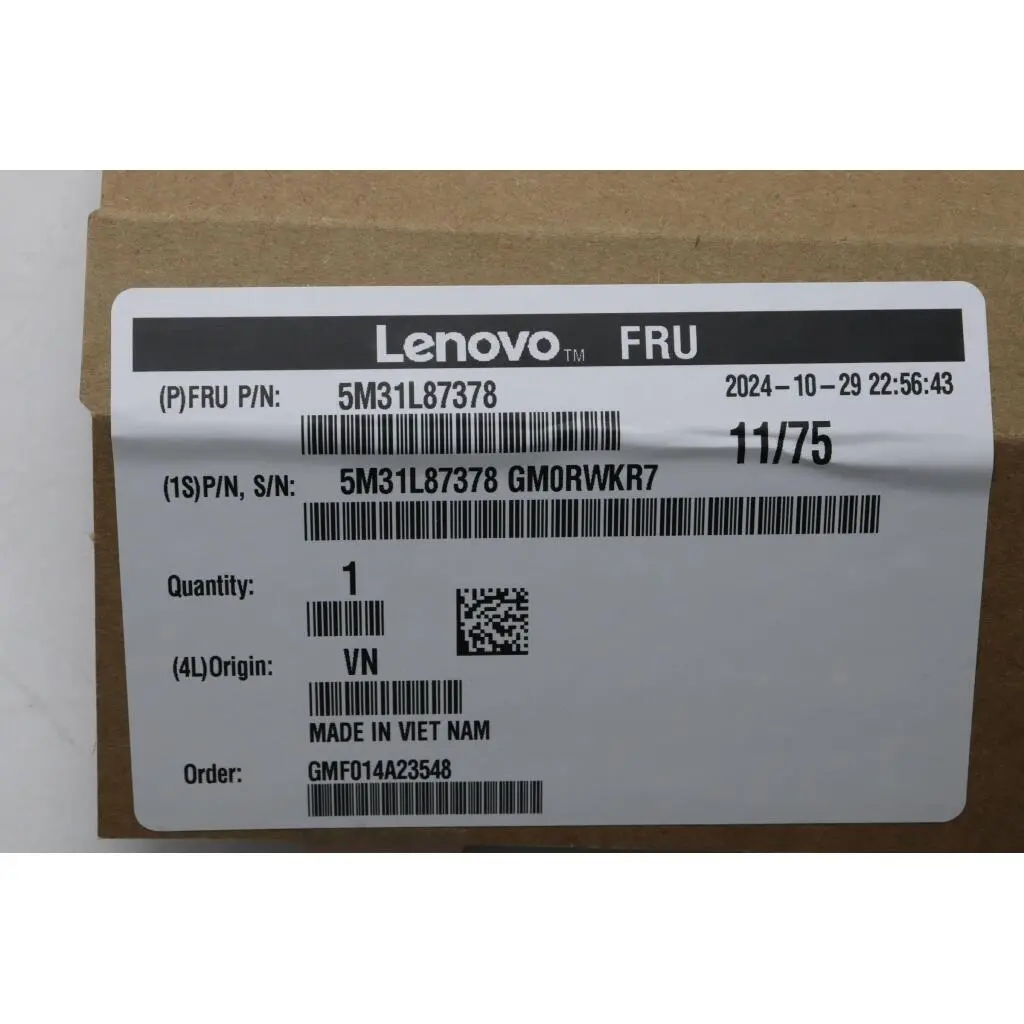 Lenovo™ FRU
(P)FRU P/N: 5M31L87378
2024-10-29 22:56:43
11/75
(1S)P/N, S/N: 5M31L87378 GM0RWKR7
Quantity: 1
(4L)Origin: VN
MADE IN VIET NAM
Order: GMF014A23548